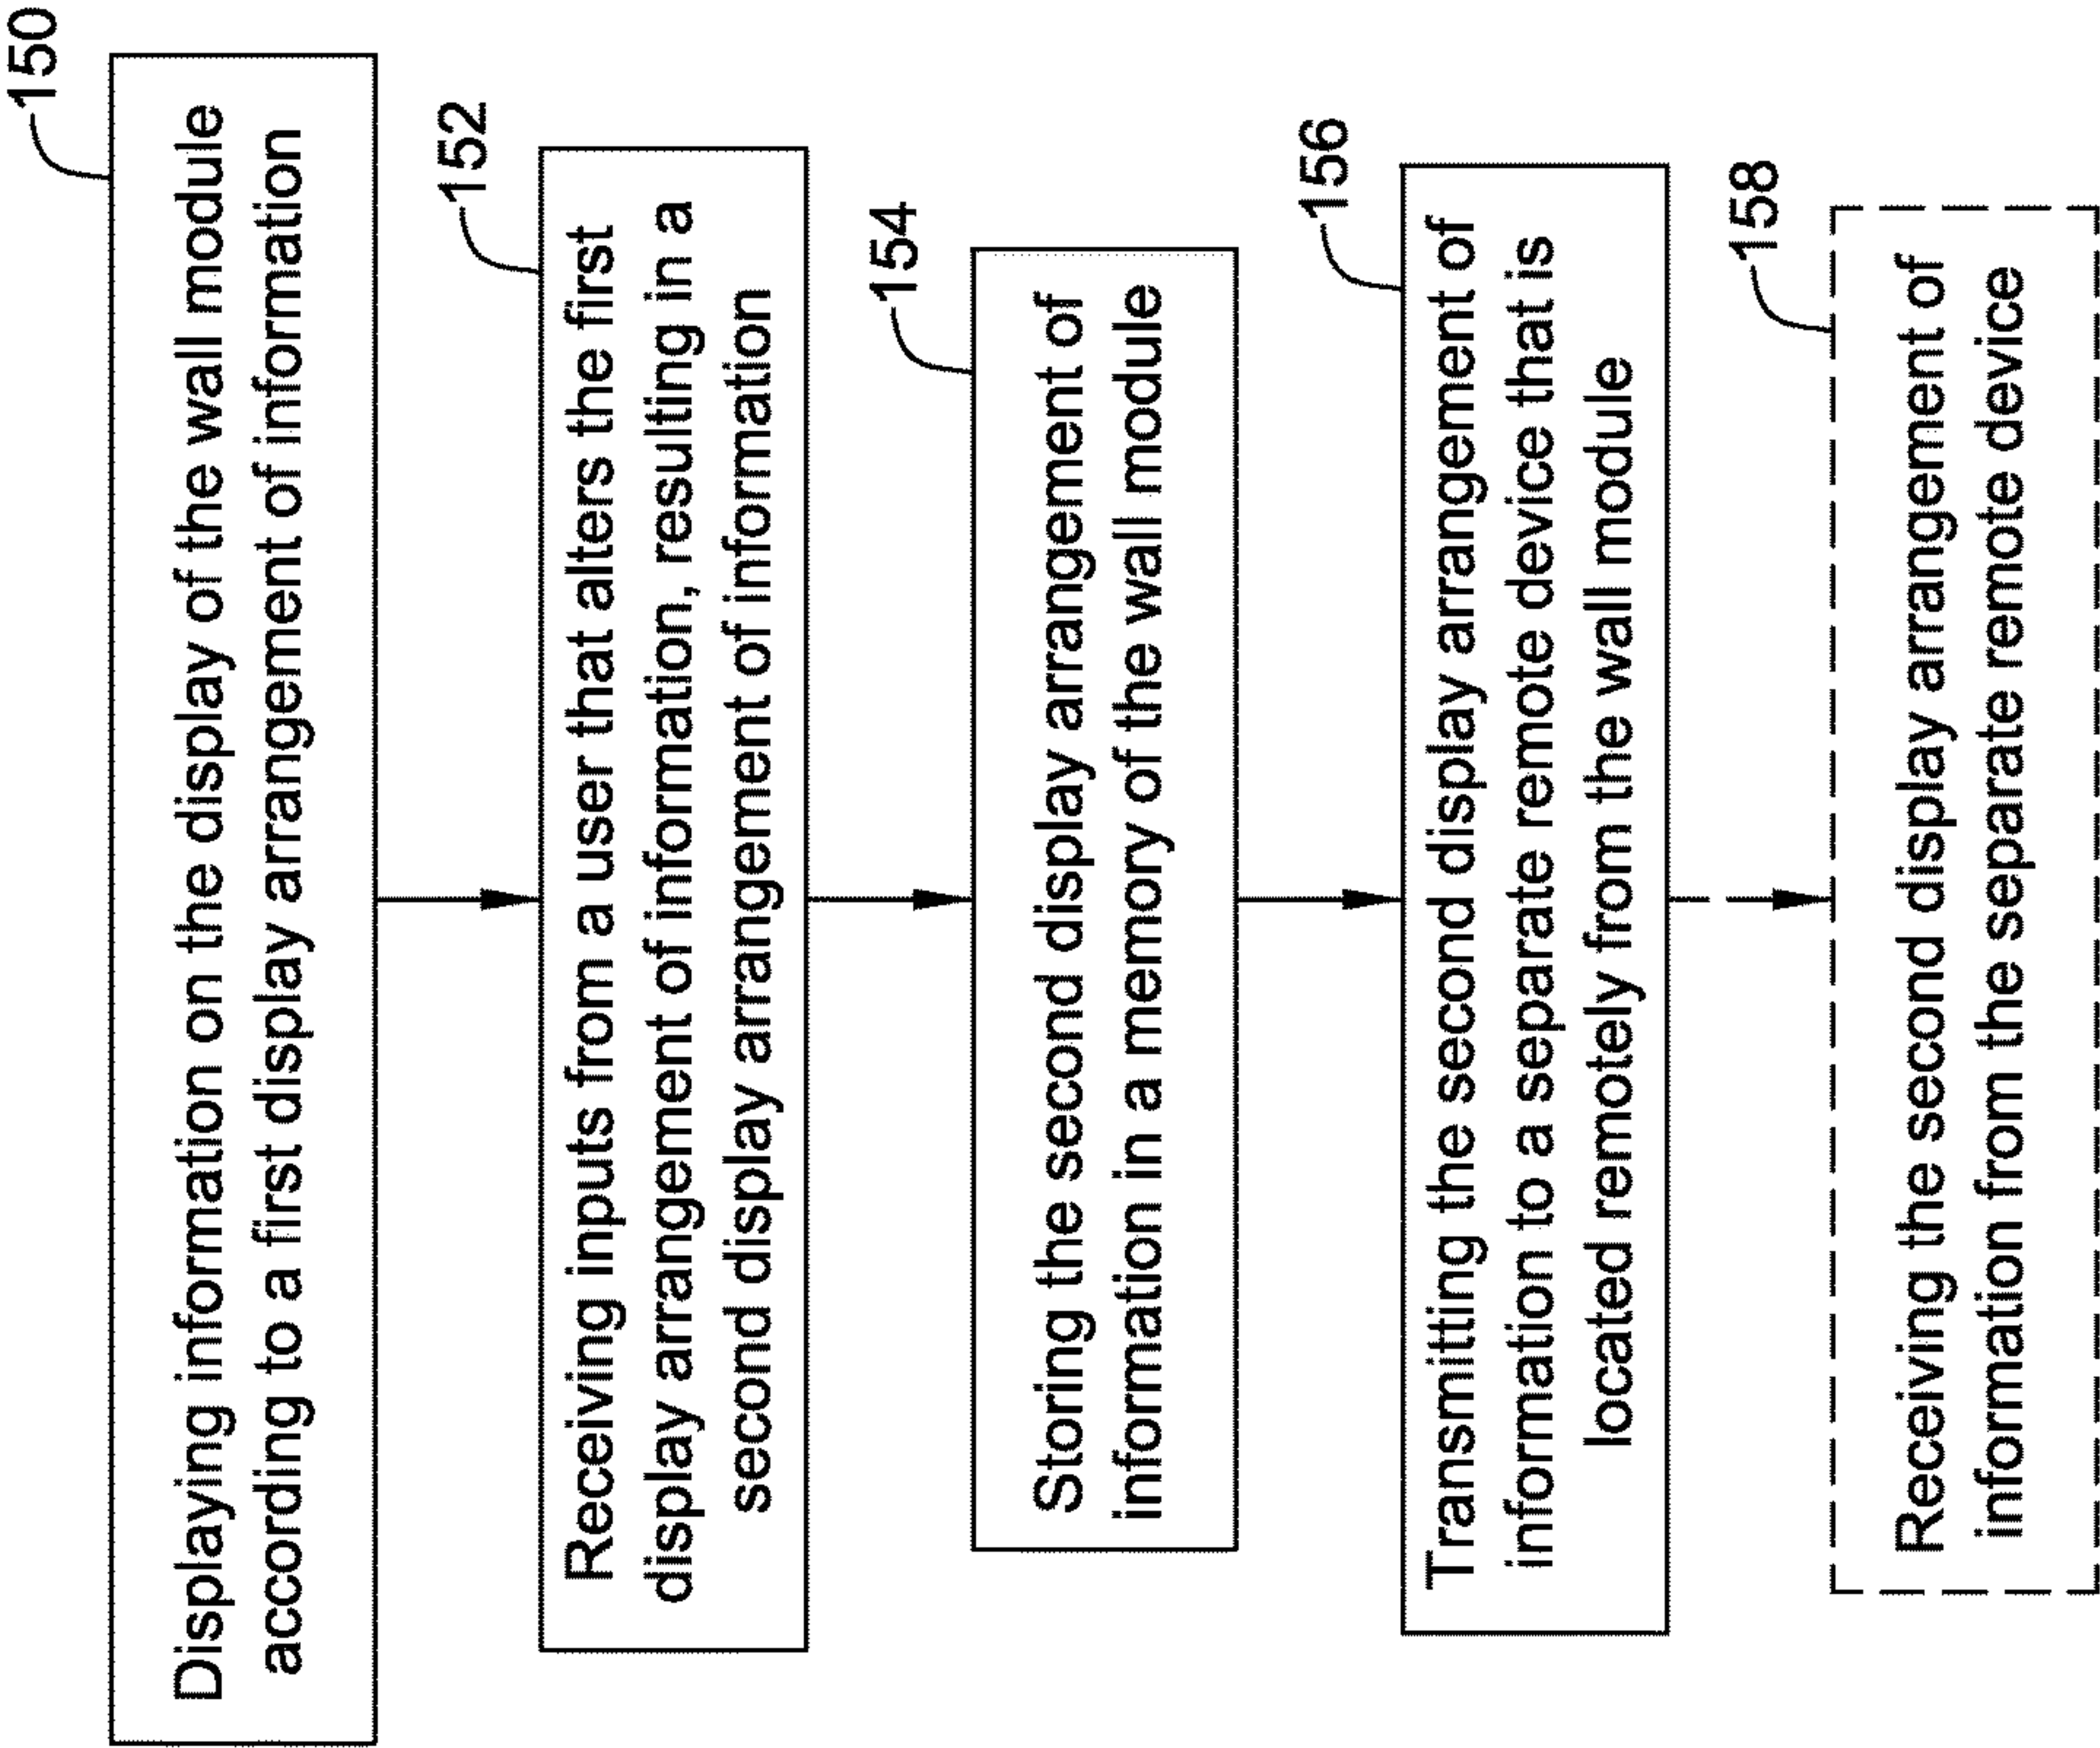 150
Displaying information on the display of the wall module
according to a first display arrangement of information
152
Receiving inputs from a user that alters the first
display arrangement of information, resulting in a
second display arrangement of information
154
Storing the second display arrangement of
information in a memory of the wall module
156
Transmitting the second display arrangement of
information to a separate remote device that is
located remotely from the wall module
158
Receiving the second display arrangement of
information from the separate remote device